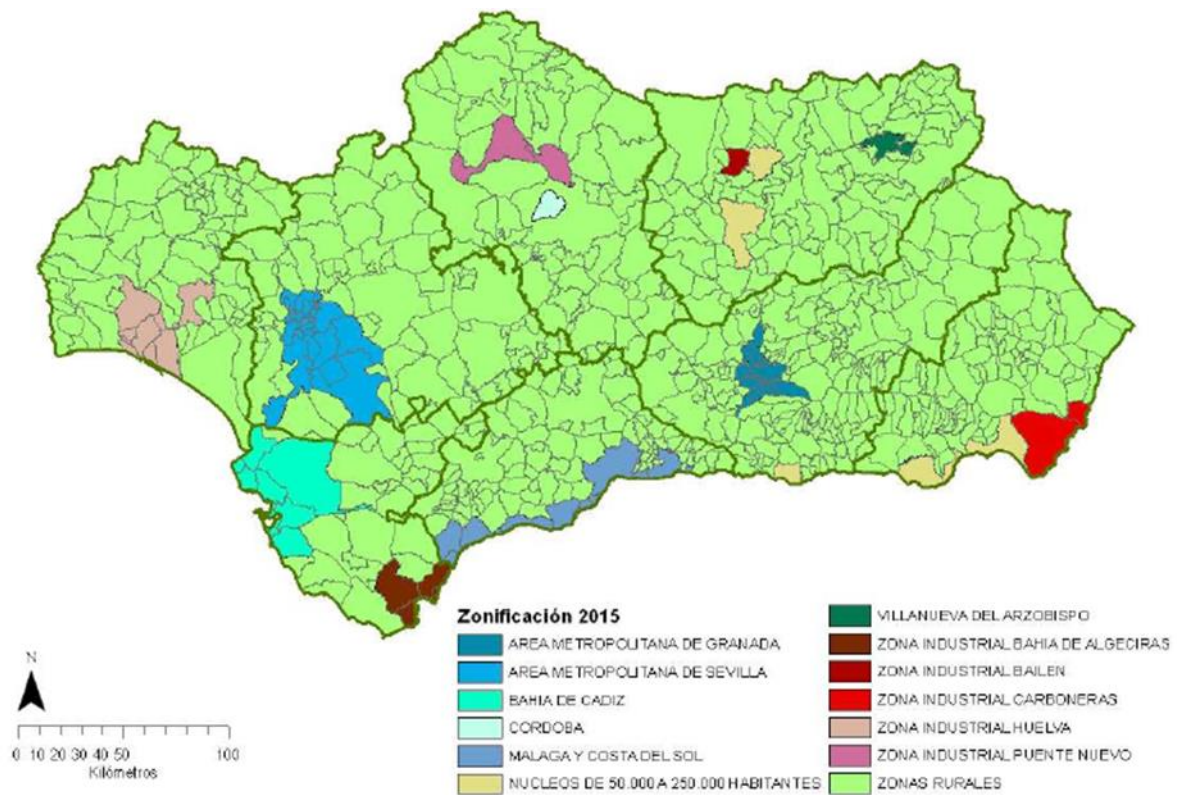 Zonificación 2015
AREA METROPOLITANA DE GRANADA
AREA METROPOLITANA DE SEVILLA
BAHIA DE CADIZ
CORDOBA
MALAGA Y COSTA DEL SOL
NUCLEOS DE 50.000 A 250.000 HABITANTES
VILLANUEVA DEL ARZOBISPO
ZONA INDUSTRIAL BAHIA DE ALGECIRAS
ZONA INDUSTRIAL BAILEN
ZONA INDUSTRIAL CARBONERAS
ZONA INDUSTRIAL HUELVA
ZONA INDUSTRIAL PUENTE NUEVO
ZONAS RURALES
N
0 10 20 30 40 50 100
Kilómetros